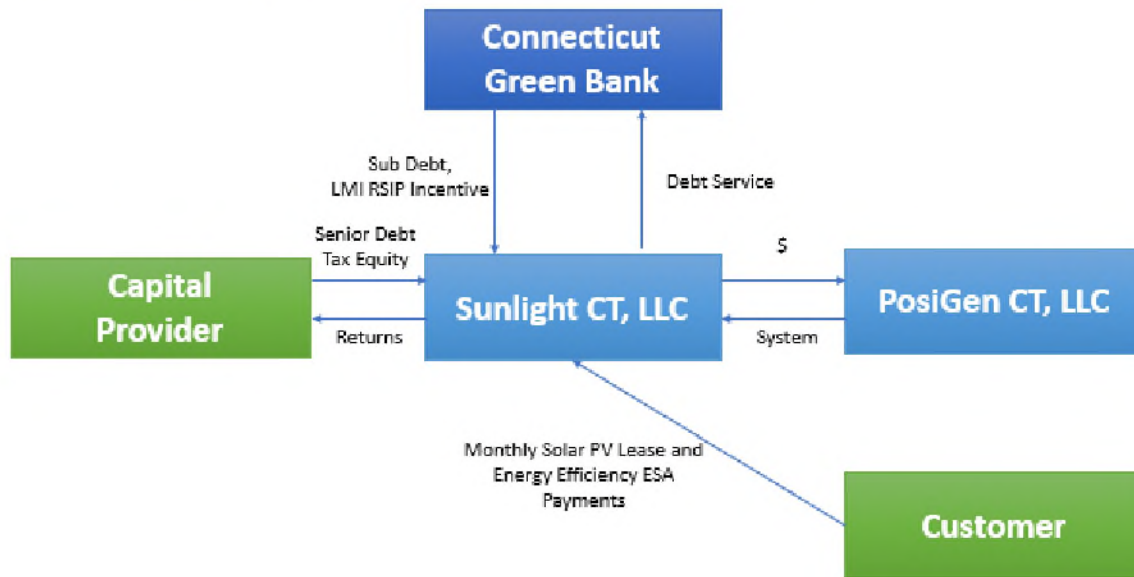 Connecticut
Green Bank
Sub Debt,
LMI RSIP Incentive
Debt Service
Senior Debt
Tax Equity
$
Capital
Provider
Sunlight CT, LLC
PosiGen CT, LLC
Returns
System
Monthly Solar PV Lease and
Energy Efficiency ESA
Payments
Customer